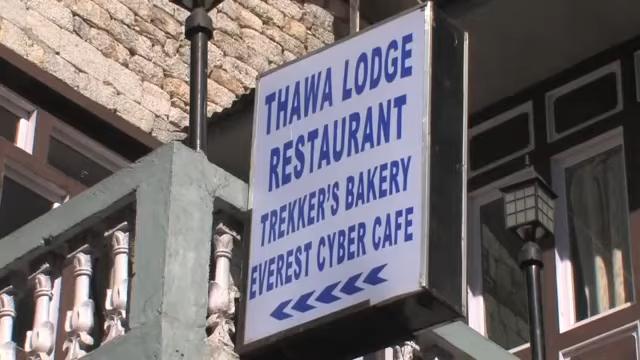 THAWA LODGE
RESTAURANT
TREKKER'S BAKERY
EVEREST CYBER CAFE